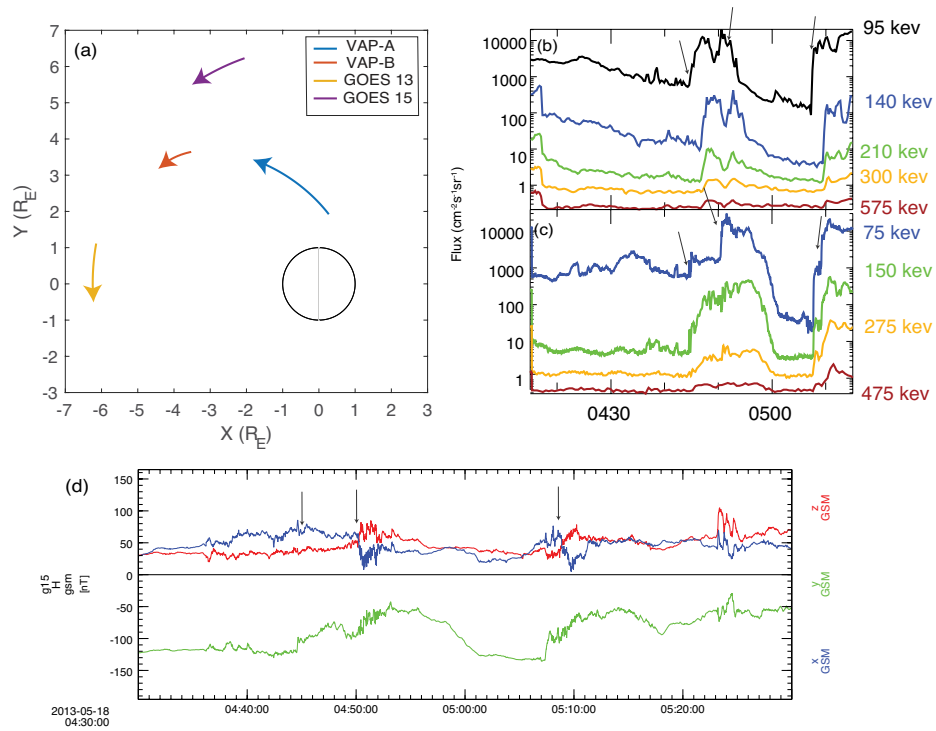 (a)
VAP-A
VAP-B
GOES 13
GOES 15
7
6
5
4
3
2
1
0
-1
-2
-3
Y (R_E)
-7 -6 -5 -4 -3 -2 -1 0 1 2 3
X (R_E)
(b)
10000
1000
100
10
1
95 kev
140 kev
210 kev
300 kev
575 kev
Flux (cm⁻²s⁻¹sr⁻¹)
(c)
10000
1000
100
10
1
75 kev
150 kev
275 kev
475 kev
0430 0500
(d)
150
100
50
0
-50
-100
-150
g15
H
gsm
[nT]
z
GSM
y
GSM
x
GSM
04:40:00 04:50:00 05:00:00 05:10:00 05:20:00
2013-05-18
04:30:00